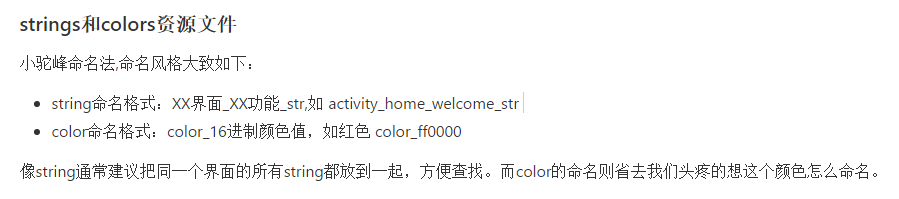 strings和colors资源文件
小驼峰命名法,命名风格大致如下：
string命名格式：XX界面_XX功能_str,如 activity_home_welcome_str
color命名格式：color_16进制颜色值，如红色 color_ff0000
像string通常建议把同一个界面的所有string都放到一起，方便查找。而color的命名则省去我们头疼的想这个颜色怎么命名。